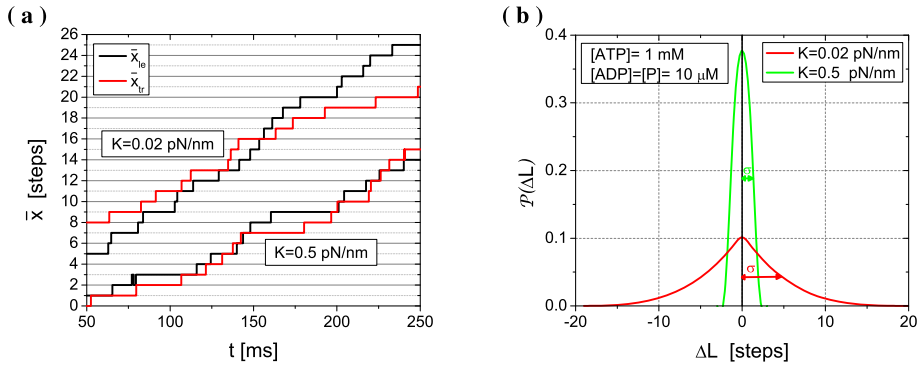 (a)
x̄le
x̄tr
K=0.02 pN/nm
K=0.5 pN/nm
x̄ [steps]
26
24
22
20
18
16
14
12
10
8
6
4
2
0
50
100
150
200
250
t [ms]
(b)
[ATP]= 1 mM
[ADP]=[P]= 10 μM
K=0.02 pN/nm
K=0.5 pN/nm
σ
σ
P(ΔL)
0.4
0.3
0.2
0.1
0.0
-20
-10
0
10
20
ΔL [steps]